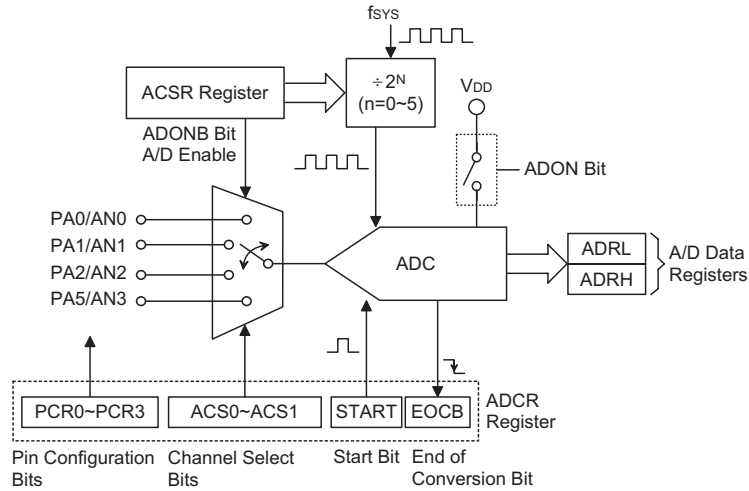 fSYS
÷ 2N
(n=0~5)
ACSR Register
VDD
ADONB Bit
A/D Enable
ADON Bit
PA0/AN0
PA1/AN1
PA2/AN2
PA5/AN3
ADC
ADRL
ADRH
A/D Data
Registers
PCR0~PCR3
ACS0~ACS1
START
EOCB
ADCR
Register
Pin Configuration
Bits
Channel Select
Bits
Start Bit
End of
Conversion Bit